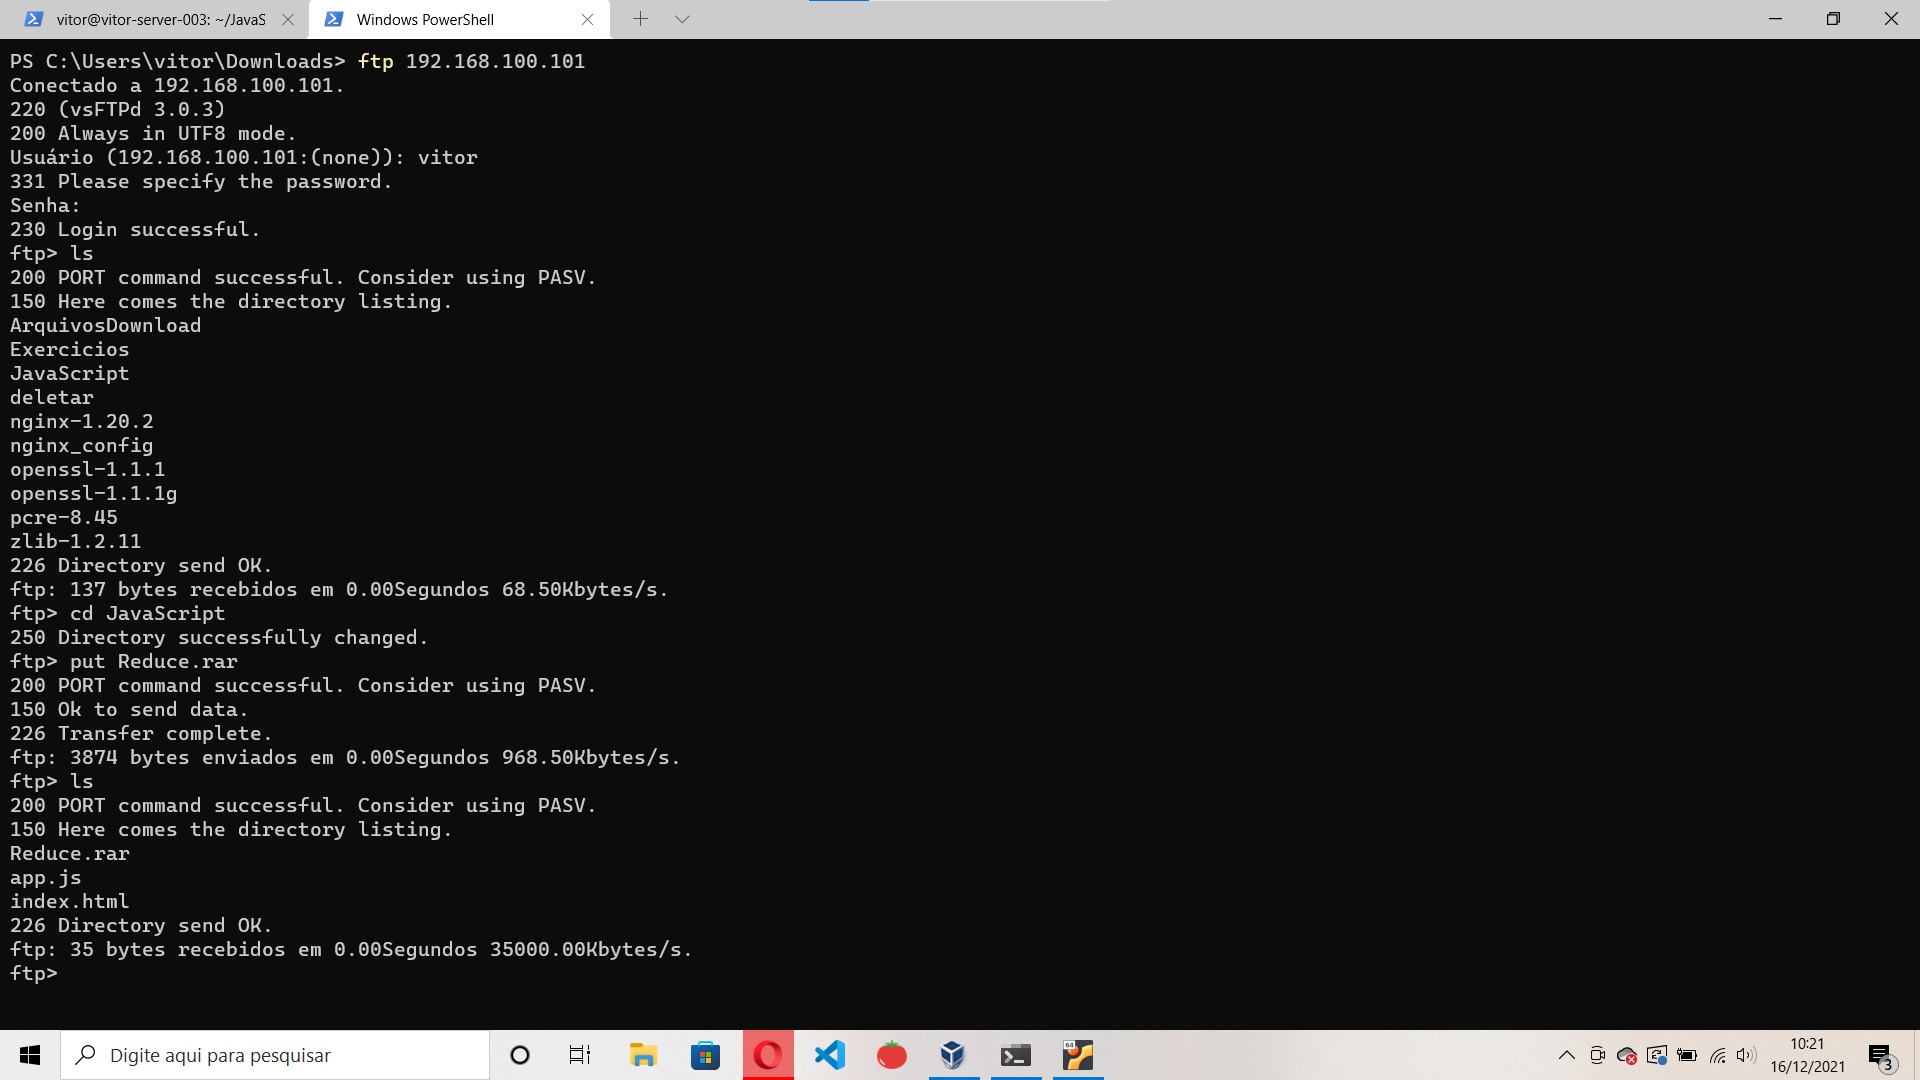 vitor@vitor-server-003: ~/JavaS
Windows PowerShell
PS C:\Users\vitor\Downloads> ftp 192.168.100.101
Conectado a 192.168.100.101.
220 (vsFTPd 3.0.3)
200 Always in UTF8 mode.
Usuário (192.168.100.101:(none)): vitor
331 Please specify the password.
Senha:
230 Login successful.
ftp> ls
200 PORT command successful. Consider using PASV.
150 Here comes the directory listing.
ArquivosDownload
Exercicios
JavaScript
deletar
nginx-1.20.2
nginx_config
openssl-1.1.1
openssl-1.1.1g
pcre-8.45
zlib-1.2.11
226 Directory send OK.
ftp: 137 bytes recebidos em 0.00Segundos 68.50Kbytes/s.
ftp> cd JavaScript
250 Directory successfully changed.
ftp> put Reduce.rar
200 PORT command successful. Consider using PASV.
150 Ok to send data.
226 Transfer complete.
ftp: 3874 bytes enviados em 0.00Segundos 968.50Kbytes/s.
ftp> ls
200 PORT command successful. Consider using PASV.
150 Here comes the directory listing.
Reduce.rar
app.js
index.html
226 Directory send OK.
ftp: 35 bytes recebidos em 0.00Segundos 35000.00Kbytes/s.
ftp>
Digite aqui para pesquisar
64
10:21
16/12/2021
3